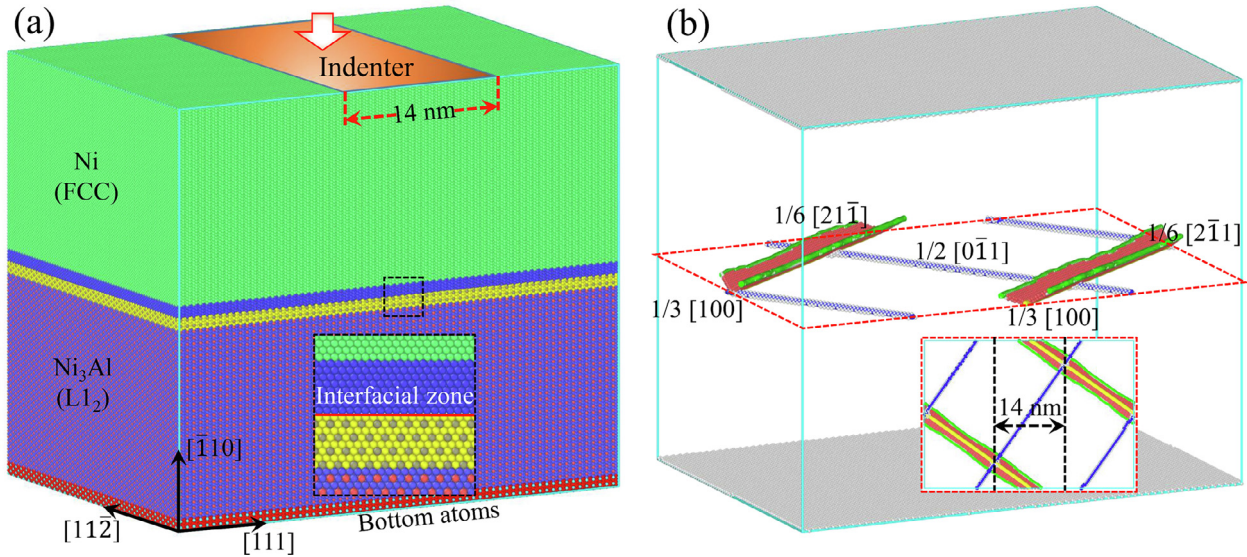 (a)
Indenter
14 nm
Ni
(FCC)
Ni₃Al
(L1₂)
Interfacial zone
[1̄10]
[112̄]
[111]
Bottom atoms
(b)
1/6 [211̄]
1/6 [21̄1]
1/2 [01̄1]
1/3 [100]
1/3 [100]
14 nm